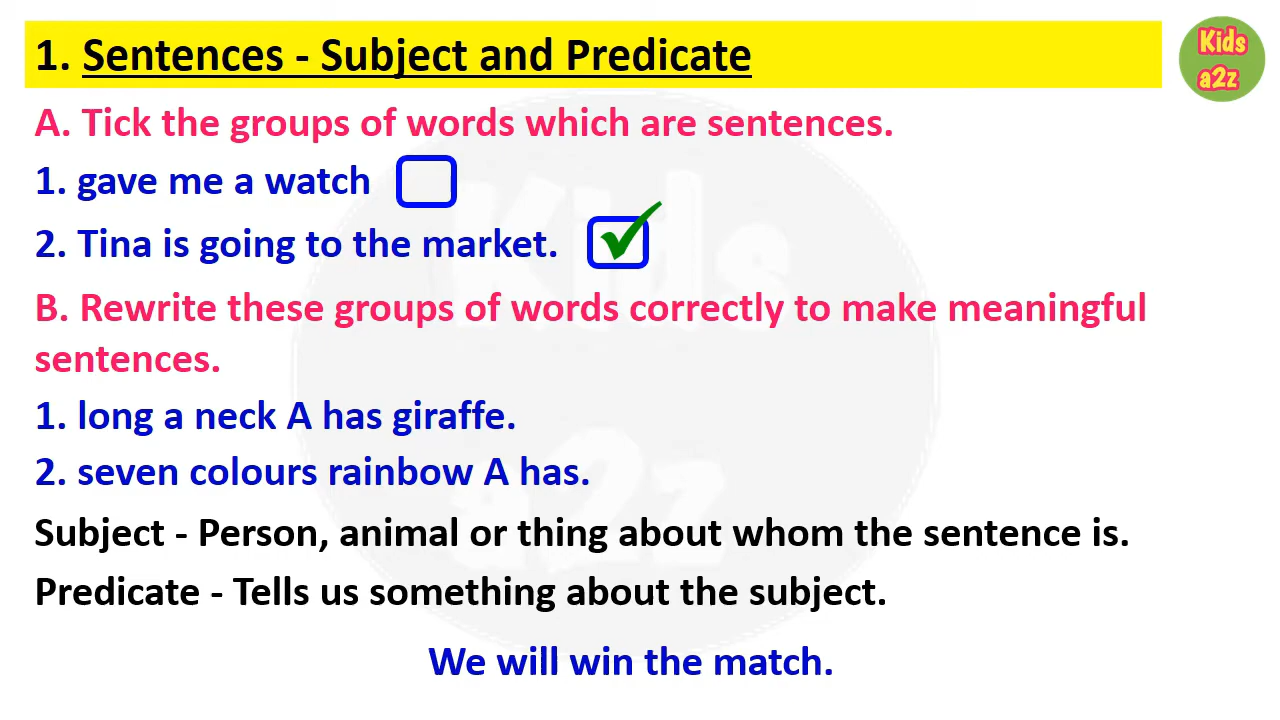 1. Sentences - Subject and Predicate
Kids
a2z
A. Tick the groups of words which are sentences.
1. gave me a watch
2. Tina is going to the market.
B. Rewrite these groups of words correctly to make meaningful
sentences.
1. long a neck A has giraffe.
2. seven colours rainbow A has.
Subject - Person, animal or thing about whom the sentence is.
Predicate - Tells us something about the subject.
We will win the match.
Kids
a2z